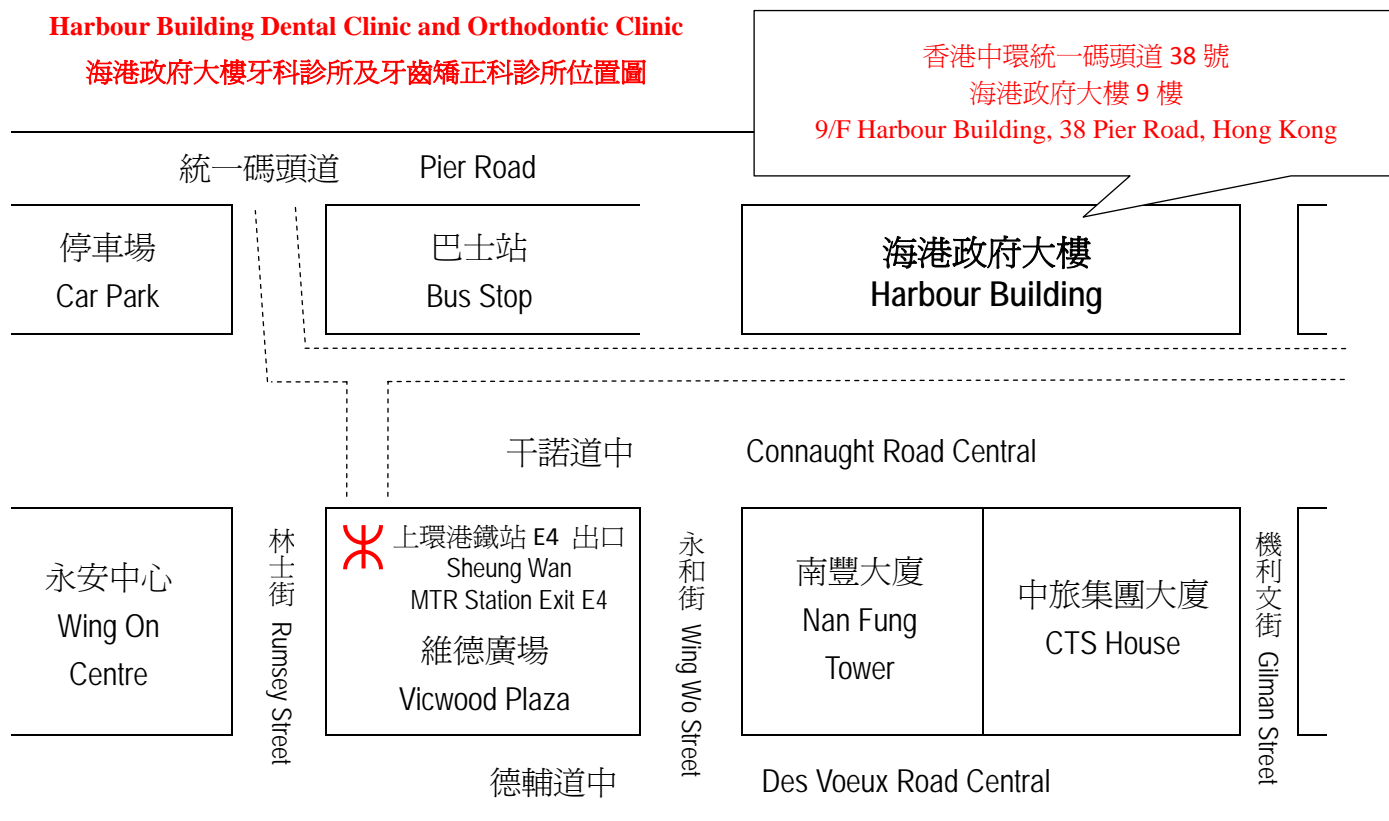 Harbour Building Dental Clinic and Orthodontic Clinic
海港政府大樓牙科診所及牙齒矯正科診所位置圖
香港中環統一碼頭道 38 號
海港政府大樓 9 樓
9/F Harbour Building, 38 Pier Road, Hong Kong
統一碼頭道 Pier Road
停車場
Car Park
巴士站
Bus Stop
海港政府大樓
Harbour Building
干諾道中 Connaught Road Central
永安中心
Wing On
Centre
林士街 Rumsey Street
上環港鐵站 E4 出口
Sheung Wan
MTR Station Exit E4
維德廣場
Vicwood Plaza
永和街 Wing Wo Street
南豐大廈
Nan Fung
Tower
中旅集團大廈
CTS House
機利文街 Gilman Street
德輔道中 Des Voeux Road Central